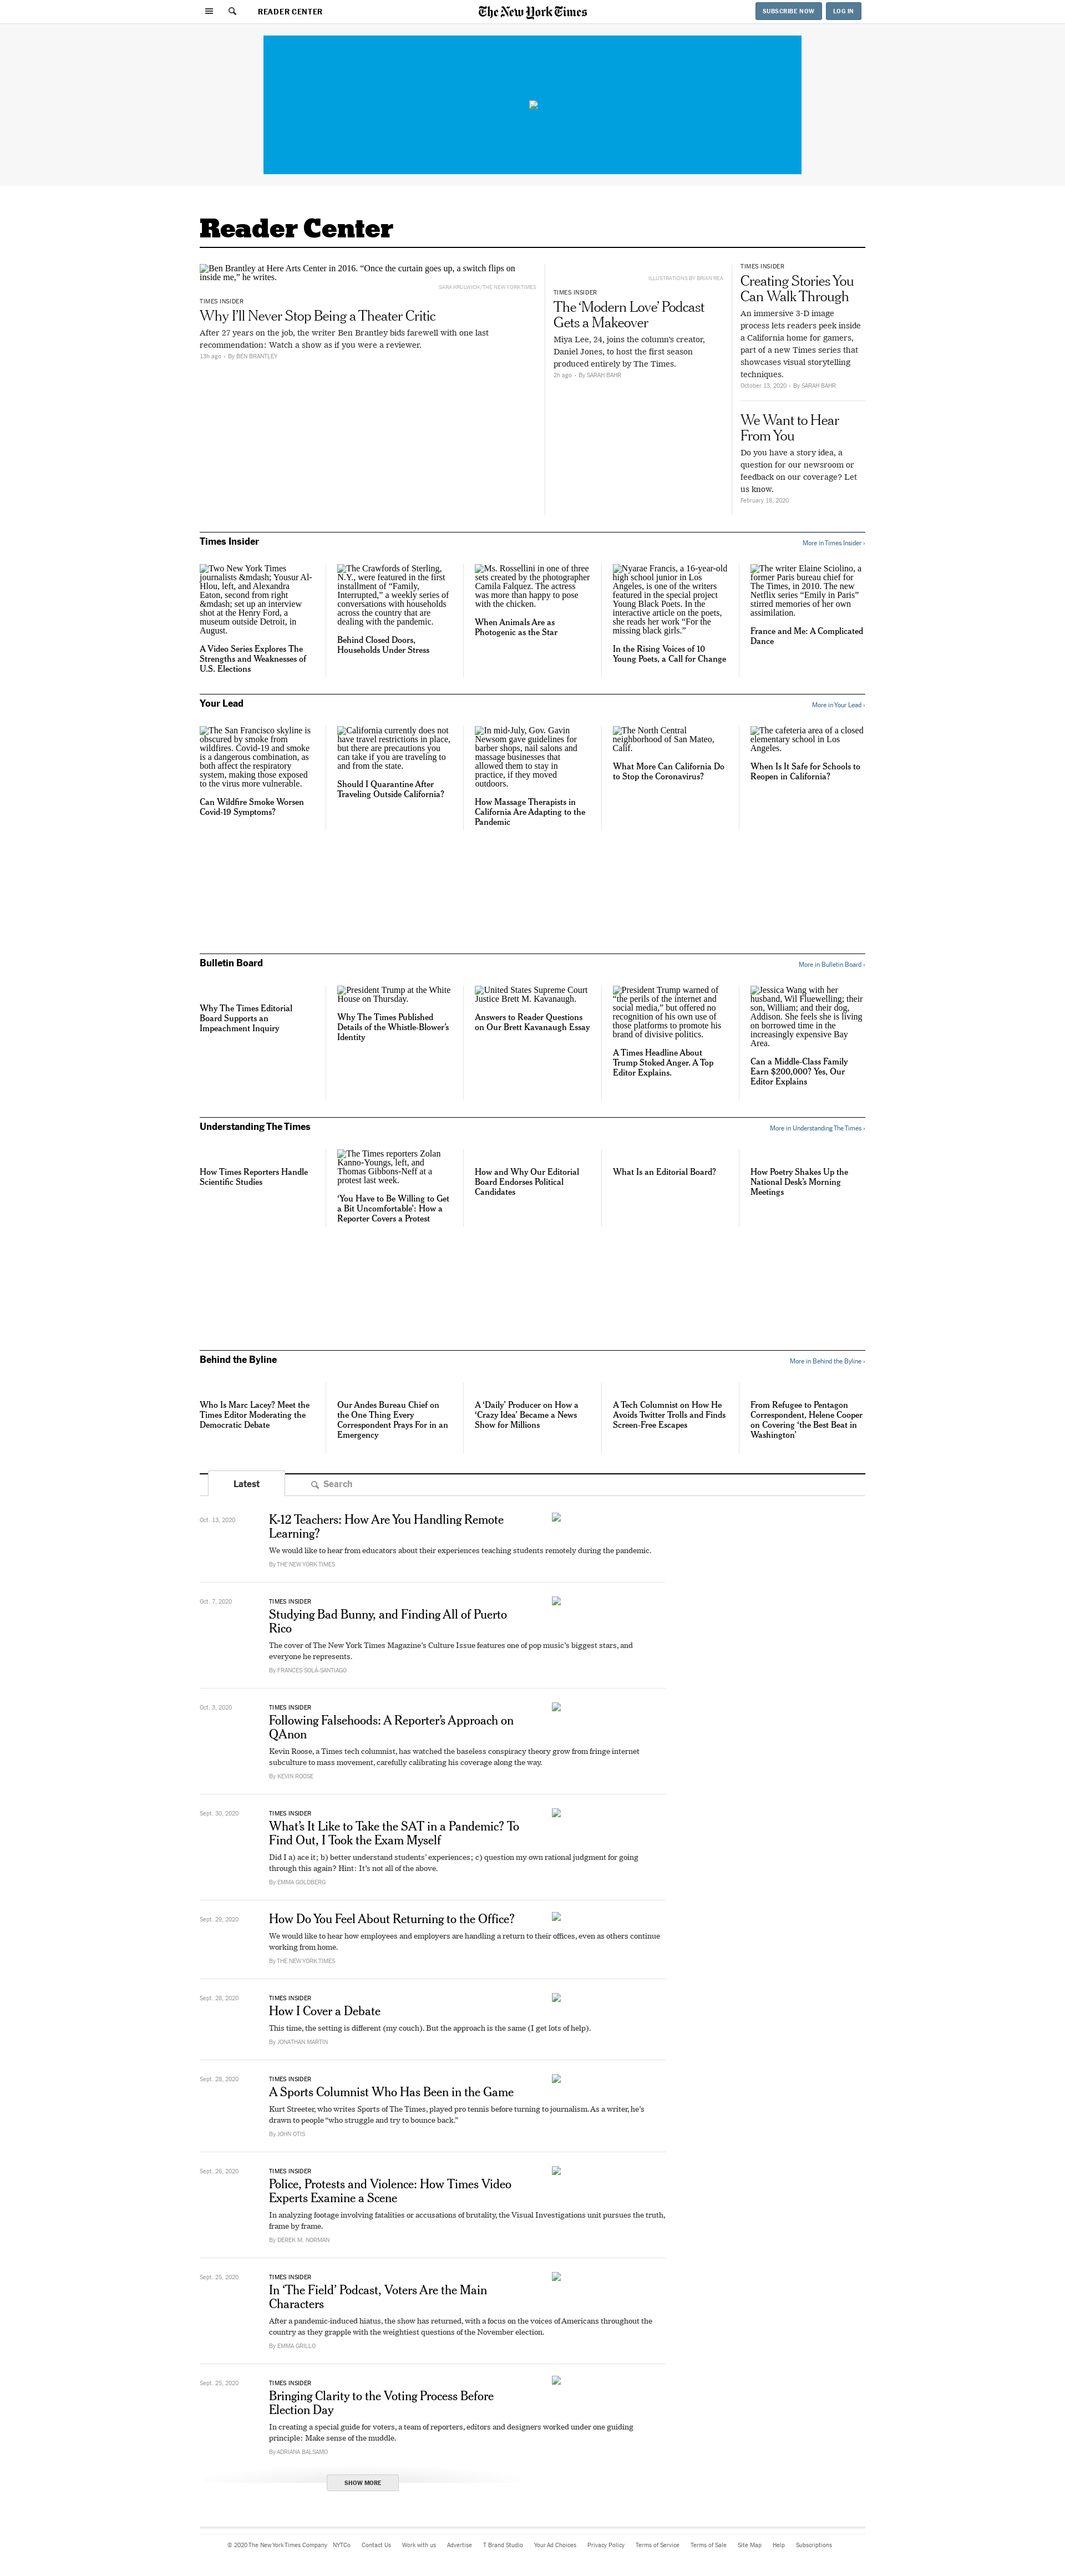 READER CENTER
The New York Times
SUBSCRIBE NOW
LOG IN
Reader Center
Ben Brantley at Here Arts Center in 2016. “Once the curtain goes up, a switch flips on
inside me,” he writes.
SARA KRULWICH/THE NEW YORK TIMES
TIMES INSIDER
Why I’ll Never Stop Being a Theater Critic
After 27 years on the job, the writer Ben Brantley bids farewell with one last
recommendation: Watch a show as if you were a reviewer.
13h ago · By BEN BRANTLEY
ILLUSTRATIONS BY BRIAN REA
TIMES INSIDER
The ‘Modern Love’ Podcast
Gets a Makeover
Miya Lee, 24, joins the column’s creator,
Daniel Jones, to host the first season
produced entirely by The Times.
2h ago · By SARAH BAHR
TIMES INSIDER
Creating Stories You
Can Walk Through
An immersive 3-D image
process lets readers peek inside
a California home for gamers,
part of a new Times series that
showcases visual storytelling
techniques.
October 13, 2020 · By SARAH BAHR
We Want to Hear
From You
Do you have a story idea, a
question for our newsroom or
feedback on our coverage? Let
us know.
February 18, 2020
Times Insider
More in Times Insider ›
Two New York Times
journalists &mdash; Yousur Al-
Hlou, left, and Alexandra
Eaton, second from right
&mdash; set up an interview
shot at the Henry Ford, a
museum outside Detroit, in
August.
A Video Series Explores The
Strengths and Weaknesses of
U.S. Elections
The Crawfords of Sterling,
N.Y., were featured in the first
installment of “Family,
Interrupted,” a weekly series of
conversations with households
across the country that are
dealing with the pandemic.
Behind Closed Doors,
Households Under Stress
Ms. Rossellini in one of three
sets created by the photographer
Camila Falquez. The actress
was more than happy to pose
with the chicken.
When Animals Are as
Photogenic as the Star
Nyarae Francis, a 16-year-old
high school junior in Los
Angeles, is one of the writers
featured in the special project
Young Black Poets. In the
interactive article on the poets,
she reads her work “For the
missing black girls.”
In the Rising Voices of 10
Young Poets, a Call for Change
The writer Elaine Sciolino, a
former Paris bureau chief for
The Times, in 2010. The new
Netflix series “Emily in Paris”
stirred memories of her own
assimilation.
France and Me: A Complicated
Dance
Your Lead
More in Your Lead ›
The San Francisco skyline is
obscured by smoke from
wildfires. Covid-19 and smoke
is a dangerous combination, as
both affect the respiratory
system, making those exposed
to the virus more vulnerable.
Can Wildfire Smoke Worsen
Covid-19 Symptoms?
California currently does not
have travel restrictions in place,
but there are precautions you
can take if you are traveling to
and from the state.
Should I Quarantine After
Traveling Outside California?
In mid-July, Gov. Gavin
Newsom gave guidelines for
barber shops, nail salons and
massage businesses that
allowed them to stay in
practice, if they moved
outdoors.
How Massage Therapists in
California Are Adapting to the
Pandemic
The North Central
neighborhood of San Mateo,
Calif.
What More Can California Do
to Stop the Coronavirus?
The cafeteria area of a closed
elementary school in Los
Angeles.
When Is It Safe for Schools to
Reopen in California?
Bulletin Board
More in Bulletin Board ›
Why The Times Editorial
Board Supports an
Impeachment Inquiry
President Trump at the White
House on Thursday.
Why The Times Published
Details of the Whistle-Blower’s
Identity
United States Supreme Court
Justice Brett M. Kavanaugh.
Answers to Reader Questions
on Our Brett Kavanaugh Essay
President Trump warned of
“the perils of the internet and
social media,” but offered no
recognition of his own use of
those platforms to promote his
brand of divisive politics.
A Times Headline About
Trump Stoked Anger. A Top
Editor Explains.
Jessica Wang with her
husband, Wil Fluewelling; their
son, William; and their dog,
Addison. She feels she is living
on borrowed time in the
increasingly expensive Bay
Area.
Can a Middle-Class Family
Earn $200,000? Yes, Our
Editor Explains
Understanding The Times
More in Understanding The Times ›
How Times Reporters Handle
Scientific Studies
The Times reporters Zolan
Kanno-Youngs, left, and
Thomas Gibbons-Neff at a
protest last week.
‘You Have to Be Willing to Get
a Bit Uncomfortable’: How a
Reporter Covers a Protest
How and Why Our Editorial
Board Endorses Political
Candidates
What Is an Editorial Board?
How Poetry Shakes Up the
National Desk’s Morning
Meetings
Behind the Byline
More in Behind the Byline ›
Who Is Marc Lacey? Meet the
Times Editor Moderating the
Democratic Debate
Our Andes Bureau Chief on
the One Thing Every
Correspondent Prays For in an
Emergency
A ‘Daily’ Producer on How a
‘Crazy Idea’ Became a News
Show for Millions
A Tech Columnist on How He
Avoids Twitter Trolls and Finds
Screen-Free Escapes
From Refugee to Pentagon
Correspondent, Helene Cooper
on Covering ‘the Best Beat in
Washington’
Latest
Search
Oct. 13, 2020
K-12 Teachers: How Are You Handling Remote
Learning?
We would like to hear from educators about their experiences teaching students remotely during the pandemic.
By THE NEW YORK TIMES
Oct. 7, 2020
TIMES INSIDER
Studying Bad Bunny, and Finding All of Puerto
Rico
The cover of The New York Times Magazine’s Culture Issue features one of pop music’s biggest stars, and
everyone he represents.
By FRANCES SOLÁ-SANTIAGO
Oct. 3, 2020
TIMES INSIDER
Following Falsehoods: A Reporter’s Approach on
QAnon
Kevin Roose, a Times tech columnist, has watched the baseless conspiracy theory grow from fringe internet
subculture to mass movement, carefully calibrating his coverage along the way.
By KEVIN ROOSE
Sept. 30, 2020
TIMES INSIDER
What’s It Like to Take the SAT in a Pandemic? To
Find Out, I Took the Exam Myself
Did I a) ace it; b) better understand students’ experiences; c) question my own rational judgment for going
through this again? Hint: It’s not all of the above.
By EMMA GOLDBERG
Sept. 29, 2020
How Do You Feel About Returning to the Office?
We would like to hear how employees and employers are handling a return to their offices, even as others continue
working from home.
By THE NEW YORK TIMES
Sept. 28, 2020
TIMES INSIDER
How I Cover a Debate
This time, the setting is different (my couch). But the approach is the same (I get lots of help).
By JONATHAN MARTIN
Sept. 28, 2020
TIMES INSIDER
A Sports Columnist Who Has Been in the Game
Kurt Streeter, who writes Sports of The Times, played pro tennis before turning to journalism. As a writer, he’s
drawn to people “who struggle and try to bounce back.”
By JOHN OTIS
Sept. 26, 2020
TIMES INSIDER
Police, Protests and Violence: How Times Video
Experts Examine a Scene
In analyzing footage involving fatalities or accusations of brutality, the Visual Investigations unit pursues the truth,
frame by frame.
By DEREK M. NORMAN
Sept. 25, 2020
TIMES INSIDER
In ‘The Field’ Podcast, Voters Are the Main
Characters
After a pandemic-induced hiatus, the show has returned, with a focus on the voices of Americans throughout the
country as they grapple with the weightiest questions of the November election.
By EMMA GRILLO
Sept. 25, 2020
TIMES INSIDER
Bringing Clarity to the Voting Process Before
Election Day
In creating a special guide for voters, a team of reporters, editors and designers worked under one guiding
principle: Make sense of the muddle.
By ADRIANA BALSAMO
SHOW MORE
© 2020 The New York Times Company NYTCo Contact Us Work with us Advertise T Brand Studio Your Ad Choices Privacy Policy Terms of Service Terms of Sale Site Map Help Subscriptions